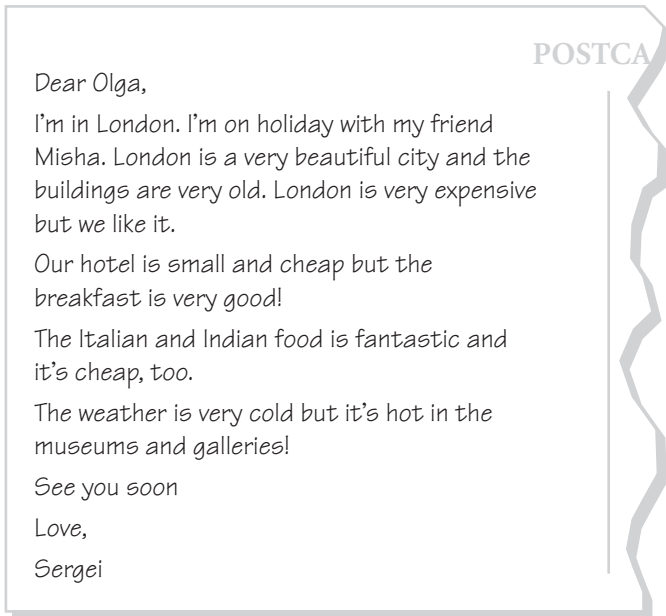 POSTCA
Dear Olga,
I'm in London. I'm on holiday with my friend
Misha. London is a very beautiful city and the
buildings are very old. London is very expensive
but we like it.
Our hotel is small and cheap but the
breakfast is very good!
The Italian and Indian food is fantastic and
it's cheap, too.
The weather is very cold but it's hot in the
museums and galleries!
See you soon
Love,
Sergei